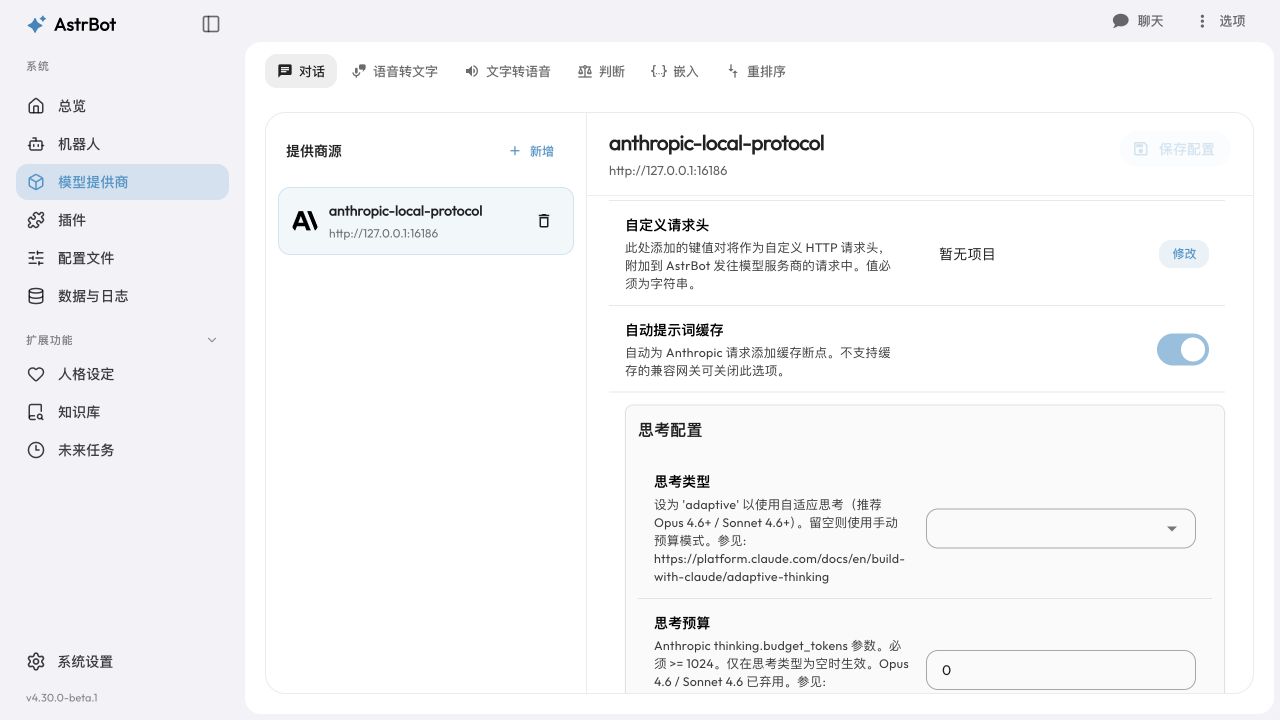 AstrBot
聊天
选项
系统
总览
机器人
模型提供商
插件
配置文件
数据与日志
扩展功能
人格设定
知识库
未来任务
系统设置
v4.30.0-beta.1
对话
语音转文字
文字转语音
判断
嵌入
重排序
提供商源
新增
anthropic-local-protocol
http://127.0.0.1:16186
anthropic-local-protocol
http://127.0.0.1:16186
保存配置
自定义请求头
此处添加的键值对将作为自定义 HTTP 请求头，
附加到 AstrBot 发往模型服务商的请求中。值必
须为字符串。
暂无项目
修改
自动提示词缓存
自动为 Anthropic 请求添加缓存断点。不支持缓
存的兼容网关可关闭此选项。
思考配置
思考类型
设为 'adaptive' 以使用自适应思考（推荐
Opus 4.6+ / Sonnet 4.6+）。留空则使用手动
预算模式。参见:
https://platform.claude.com/docs/en/build-
with-claude/adaptive-thinking
思考预算
Anthropic thinking.budget_tokens 参数。必
须 >= 1024。仅在思考类型为空时生效。Opus
4.6 / Sonnet 4.6 已弃用。参见:
0